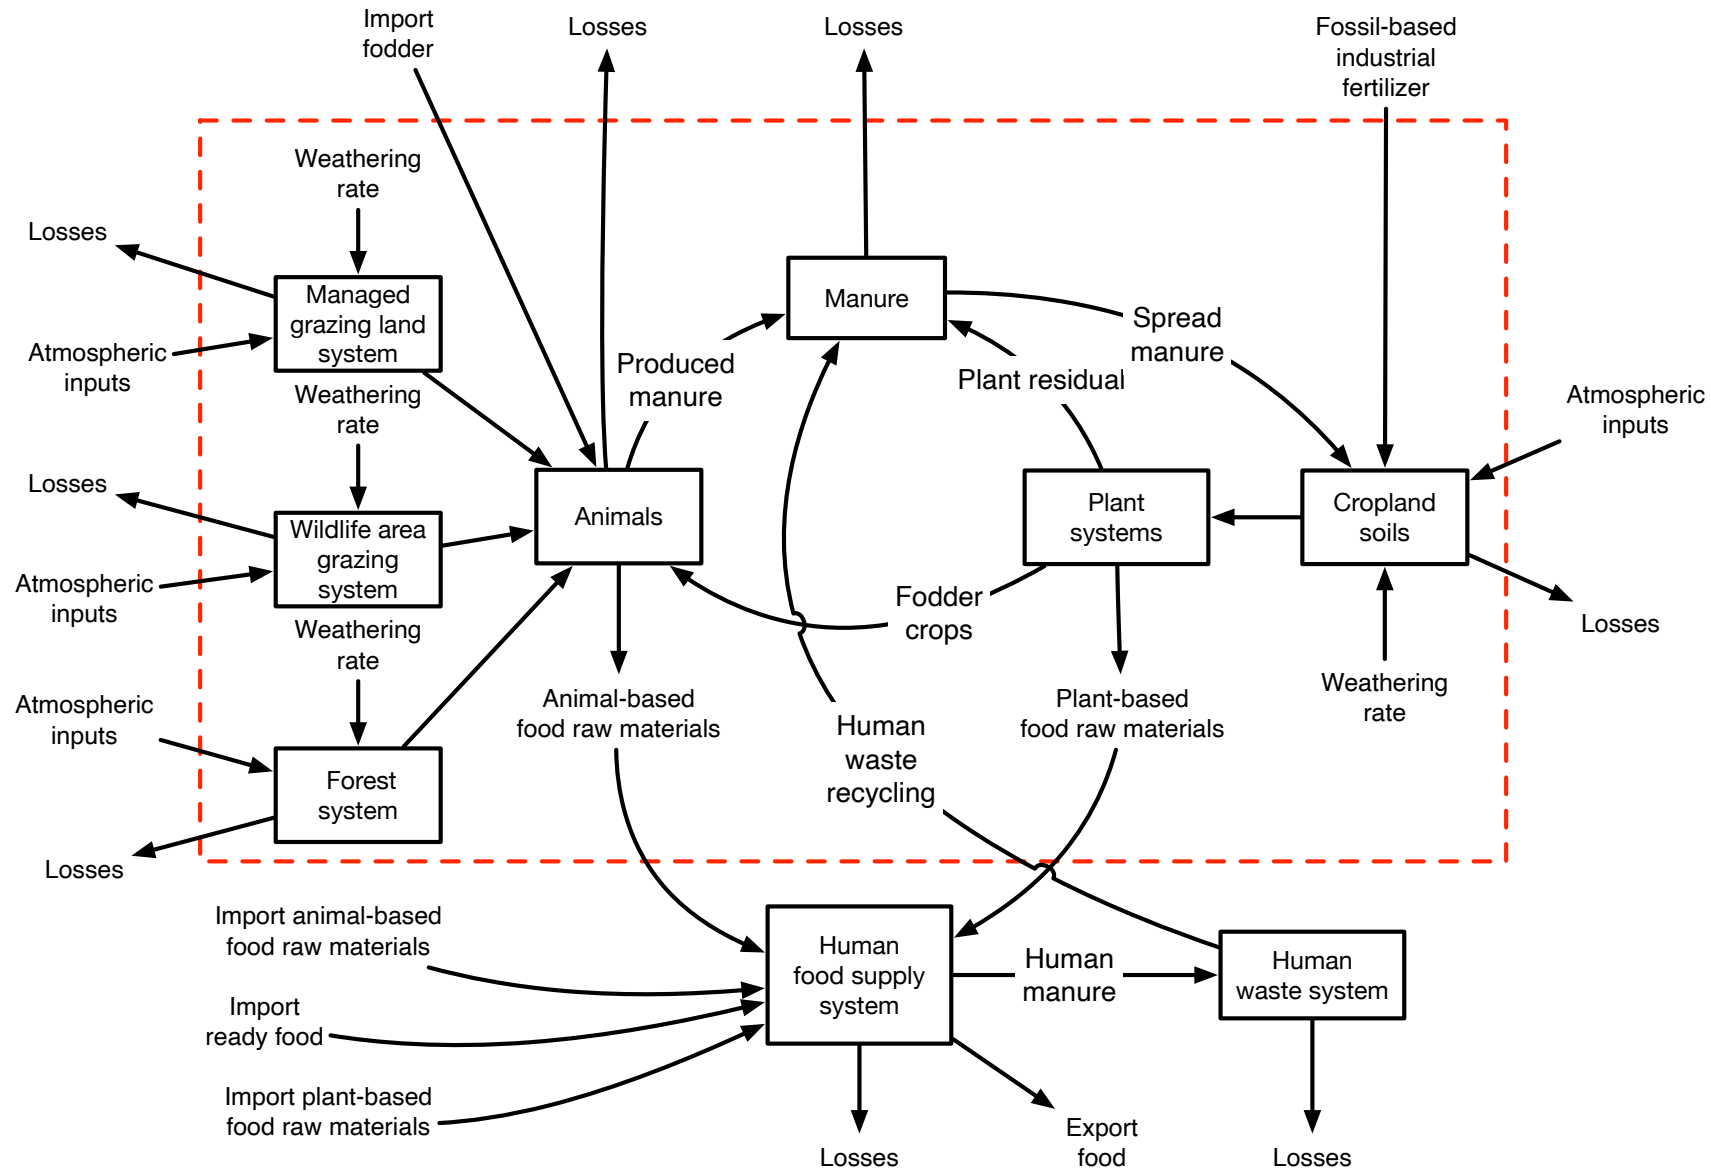 Import
fodder
Losses
Losses
Fossil-based
industrial
fertilizer
Weathering
rate
Losses
Managed
grazing land
system
Atmospheric
inputs
Manure
Spread
manure
Produced
manure
Plant residual
Weathering
rate
Atmospheric
inputs
Losses
Wildlife area
grazing
system
Atmospheric
inputs
Animals
Plant
systems
Cropland
soils
Fodder
crops
Losses
Weathering
rate
Weathering
rate
Atmospheric
inputs
Animal-based
food raw materials
Human
waste
recycling
Plant-based
food raw materials
Forest
system
Losses
Import animal-based
food raw materials
Human
food supply
system
Human
manure
Human
waste system
Import
ready food
Import plant-based
food raw materials
Losses
Export
food
Losses